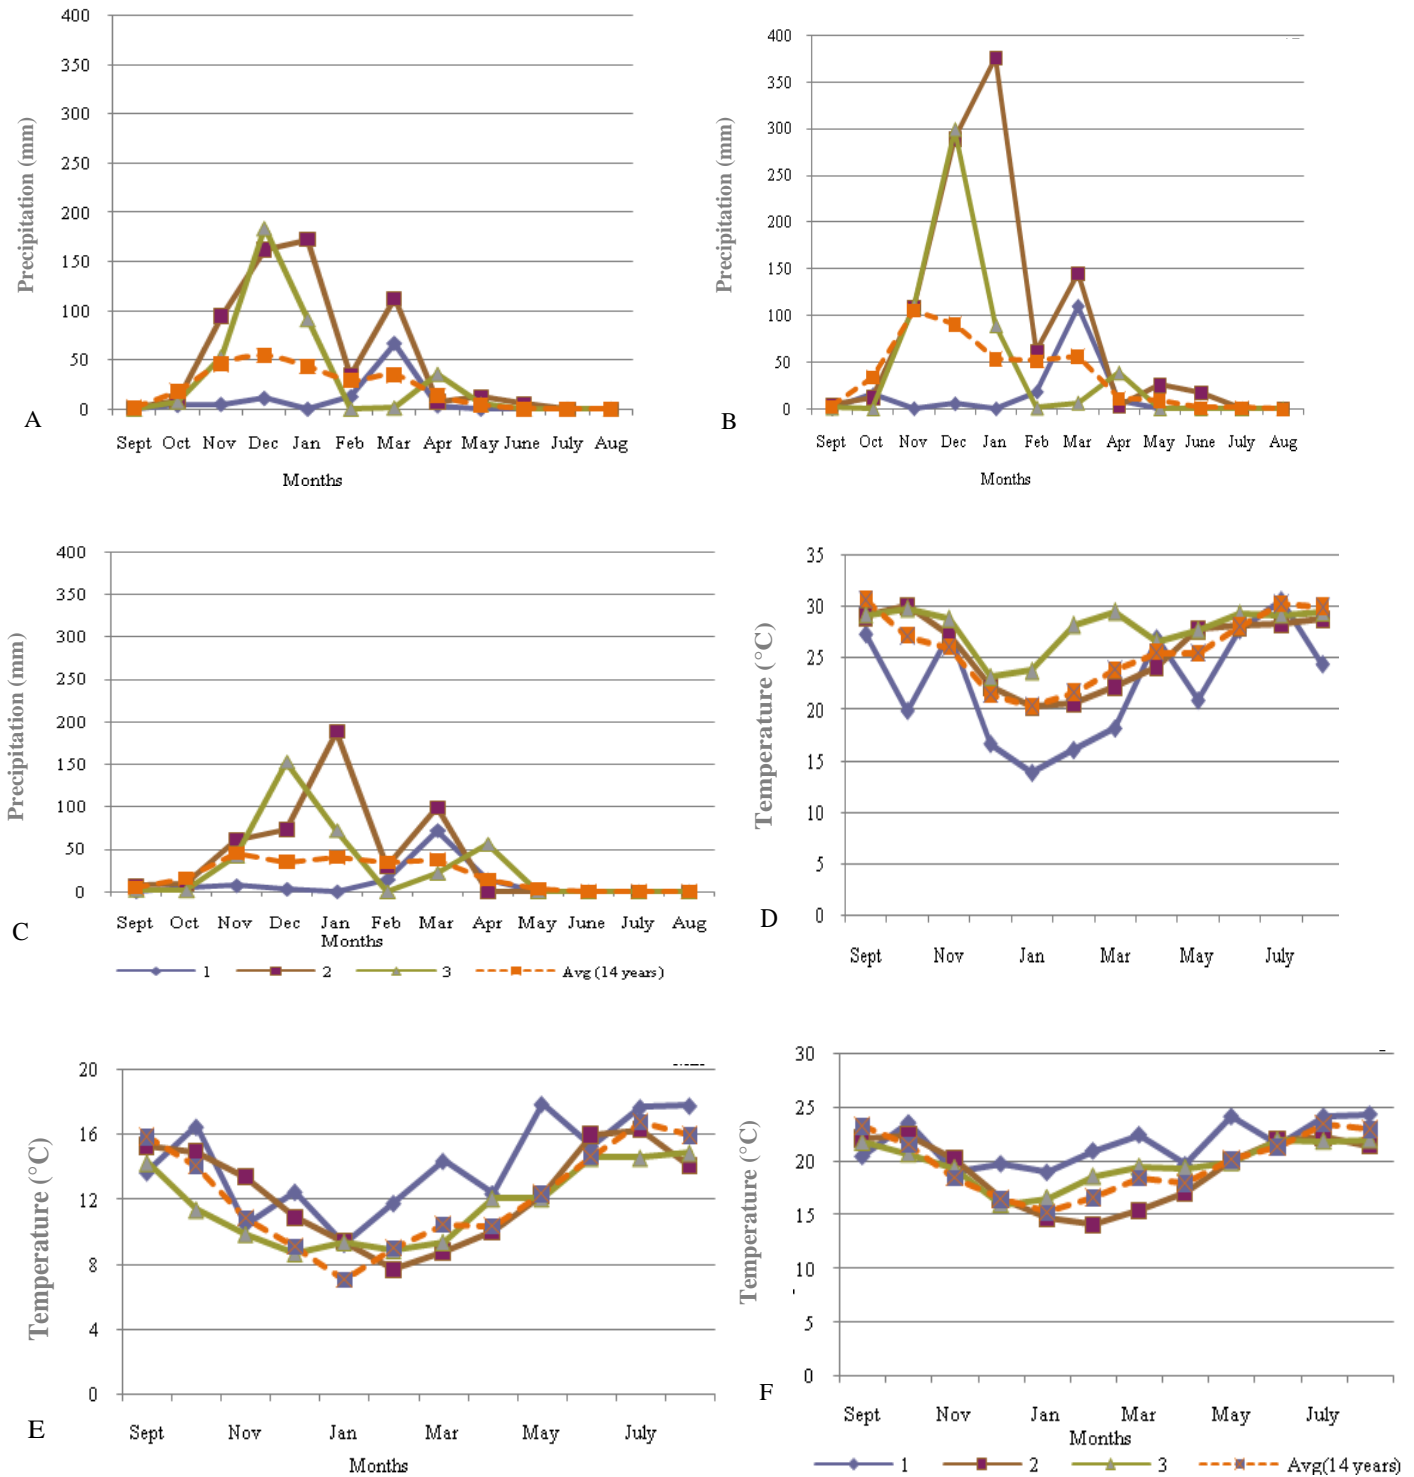 400
350
300
250
200
150
100
50
0
Precipitation (mm)
Sept Oct Nov Dec Jan Feb Mar Apr May June July Aug
Months
A
400
350
300
250
200
150
100
50
0
Precipitation (mm)
Sept Oct Nov Dec Jan Feb Mar Apr May June July Aug
Months
B
400
350
300
250
200
150
100
50
0
Precipitation (mm)
Sept Oct Nov Dec Jan Feb Mar Apr May June July Aug
Months
C
1 2 3 Avg (14 years)
35
30
25
20
15
10
5
0
Temperature (°C)
Sept Nov Jan Mar May July
D
20
16
12
8
4
0
Temperature (°C)
Sept Nov Jan Mar May July
Months
E
30
25
20
15
10
5
0
Temperature (°C)
Sept Nov Jan Mar May July
Months
F
1 2 3 Avg(14 years)